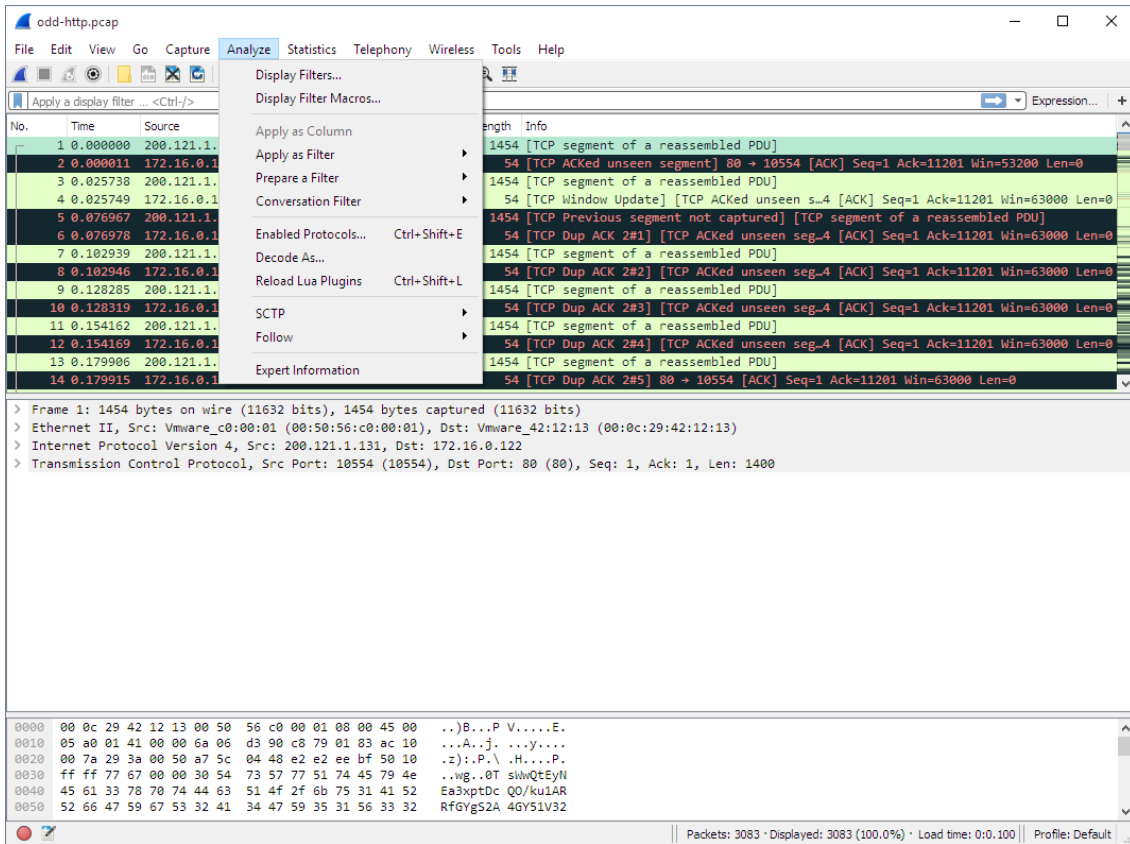 odd-http.pcap
File Edit View Go Capture Analyze Statistics Telephony Wireless Tools Help
Display Filters...
Display Filter Macros...
Apply as Column
Apply as Filter
Prepare a Filter
Conversation Filter
Enabled Protocols... Ctrl+Shift+E
Decode As...
Reload Lua Plugins Ctrl+Shift+L
SCTP
Follow
Expert Information
Apply a display filter ... <Ctrl-/> Expression... +
No. Time Source ength Info
1 0.000000 200.121.1. 1454 [TCP segment of a reassembled PDU]
2 0.000011 172.16.0.1 54 [TCP ACKed unseen segment] 80 → 10554 [ACK] Seq=1 Ack=11201 Win=53200 Len=0
3 0.025738 200.121.1. 1454 [TCP segment of a reassembled PDU]
4 0.025749 172.16.0.1 54 [TCP Window Update] [TCP ACKed unseen s…4 [ACK] Seq=1 Ack=11201 Win=63000 Len=0
5 0.076967 200.121.1. 1454 [TCP Previous segment not captured] [TCP segment of a reassembled PDU]
6 0.076978 172.16.0.1 54 [TCP Dup ACK 2#1] [TCP ACKed unseen seg…4 [ACK] Seq=1 Ack=11201 Win=63000 Len=0
7 0.102939 200.121.1. 1454 [TCP segment of a reassembled PDU]
8 0.102946 172.16.0.1 54 [TCP Dup ACK 2#2] [TCP ACKed unseen seg…4 [ACK] Seq=1 Ack=11201 Win=63000 Len=0
9 0.128285 200.121.1. 1454 [TCP segment of a reassembled PDU]
10 0.128319 172.16.0.1 54 [TCP Dup ACK 2#3] [TCP ACKed unseen seg…4 [ACK] Seq=1 Ack=11201 Win=63000 Len=0
11 0.154162 200.121.1. 1454 [TCP segment of a reassembled PDU]
12 0.154169 172.16.0.1 54 [TCP Dup ACK 2#4] [TCP ACKed unseen seg…4 [ACK] Seq=1 Ack=11201 Win=63000 Len=0
13 0.179906 200.121.1. 1454 [TCP segment of a reassembled PDU]
14 0.179915 172.16.0.1 54 [TCP Dup ACK 2#5] 80 → 10554 [ACK] Seq=1 Ack=11201 Win=63000 Len=0
> Frame 1: 1454 bytes on wire (11632 bits), 1454 bytes captured (11632 bits)
> Ethernet II, Src: Vmware_c0:00:01 (00:50:56:c0:00:01), Dst: Vmware_42:12:13 (00:0c:29:42:12:13)
> Internet Protocol Version 4, Src: 200.121.1.131, Dst: 172.16.0.122
> Transmission Control Protocol, Src Port: 10554 (10554), Dst Port: 80 (80), Seq: 1, Ack: 1, Len: 1400
0000 00 0c 29 42 12 13 00 50 56 c0 00 01 08 00 45 00 ..)B...P V.....E.
0010 05 a0 01 41 00 00 6a 06 d3 90 c8 79 01 83 ac 10 ...A..j. ...y....
0020 00 7a 29 3a 00 50 a7 5c 04 48 e2 e2 ee bf 50 10 .z):.P.\ .H....P.
0030 ff ff 77 67 00 00 30 54 73 57 77 51 74 45 79 4e ..wg..0T sWwQtEyN
0040 45 61 33 78 70 74 44 63 51 4f 2f 6b 75 31 41 52 Ea3xptDc QO/ku1AR
0050 52 66 47 59 67 53 32 41 34 47 59 35 31 56 33 32 RfGYgS2A 4GY51V32
Packets: 3083 · Displayed: 3083 (100.0%) · Load time: 0:0.100 Profile: Default